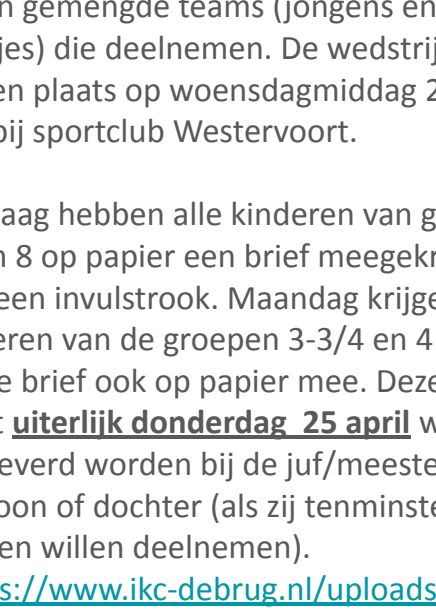 n gemengde teams (jongens en
jes) die deelnemen. De wedstrij
en plaats op woensdagmiddag 2
bij sportclub Westervoort.
aag hebben alle kinderen van g
n 8 op papier een brief meegekr
een invulstrook. Maandag krijge
eren van de groepen 3-3/4 en 4
e brief ook op papier mee. Deze
t uiterlijk donderdag 25 april w
everd worden bij de juf/meeste
oon of dochter (als zij tenminste
en willen deelnemen).
s://www.ikc-debrug.nl/uploads